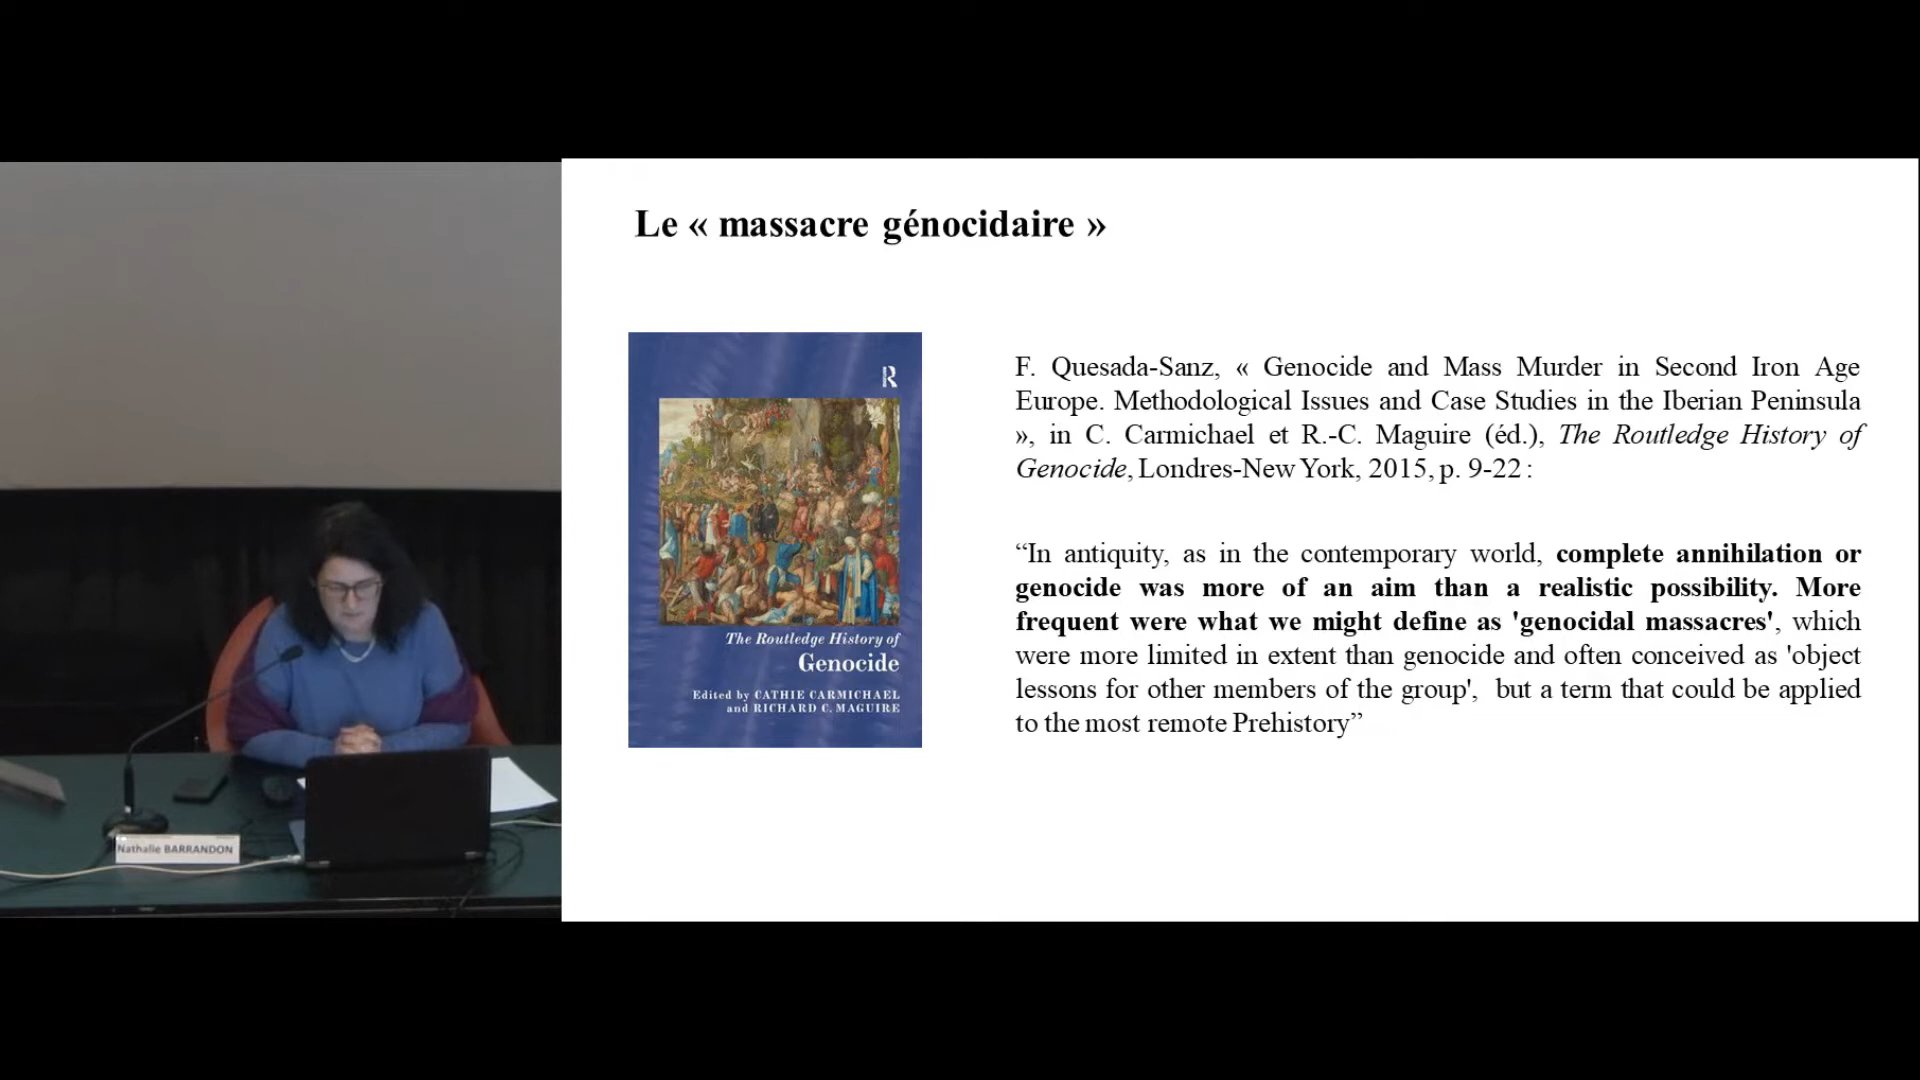 Le « massacre génocidaire »
R
The Routledge History of
Genocide
Edited by CATHIE CARMICHAEL
and RICHARD C. MAGUIRE
F. Quesada-Sanz, « Genocide and Mass Murder in Second Iron Age
Europe. Methodological Issues and Case Studies in the Iberian Peninsula
», in C. Carmichael et R.-C. Maguire (éd.), The Routledge History of
Genocide, Londres-New York, 2015, p. 9-22 :
“In antiquity, as in the contemporary world, complete annihilation or
genocide was more of an aim than a realistic possibility. More
frequent were what we might define as 'genocidal massacres', which
were more limited in extent than genocide and often conceived as 'object
lessons for other members of the group', but a term that could be applied
to the most remote Prehistory”
Nathalie BARRANDON